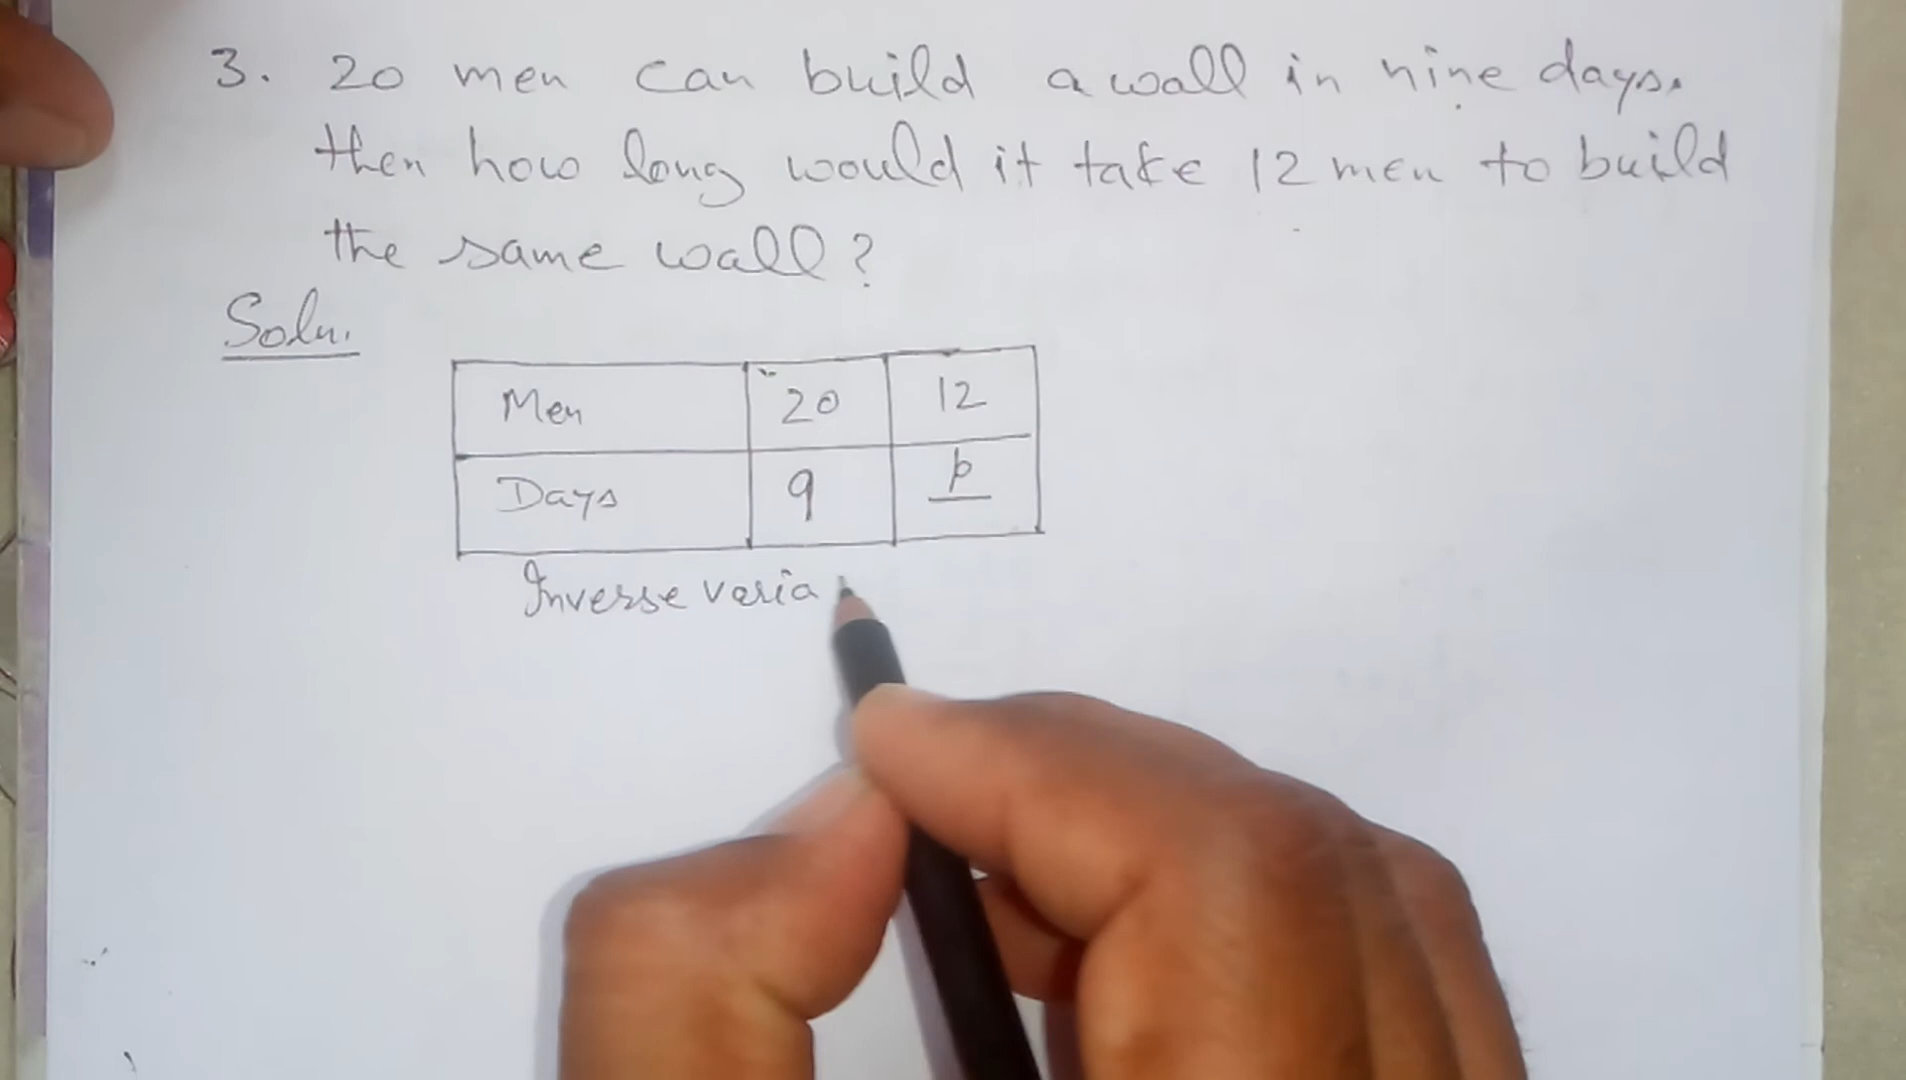 3. 20 men can build a wall in nine days.
then how long would it take 12 men to build
the same wall?
Soln.
Men 20 12
Days 9 p
Inverse varia